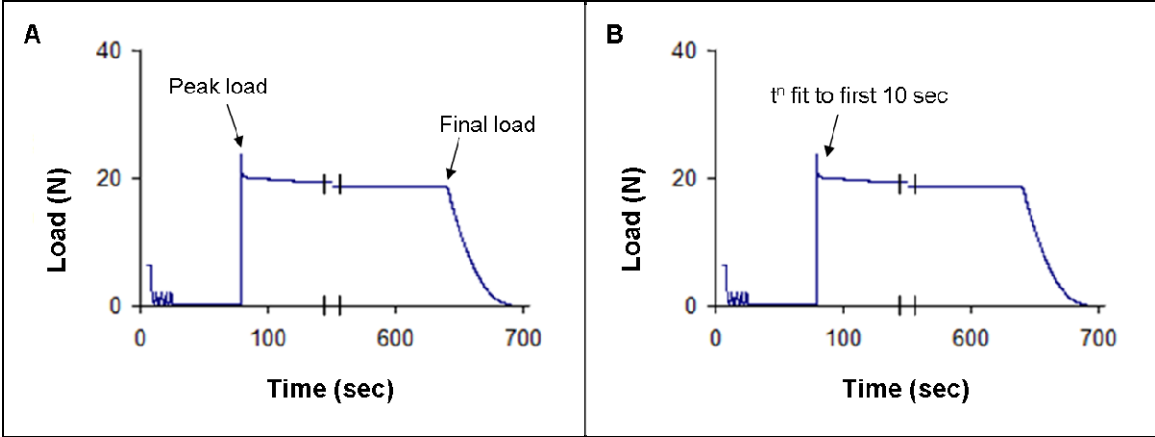 A
40
Peak load
Final load
20
Load (N)
0
0 100 600 700
Time (sec)
B
40
tⁿ fit to first 10 sec
20
Load (N)
0
0 100 600 700
Time (sec)